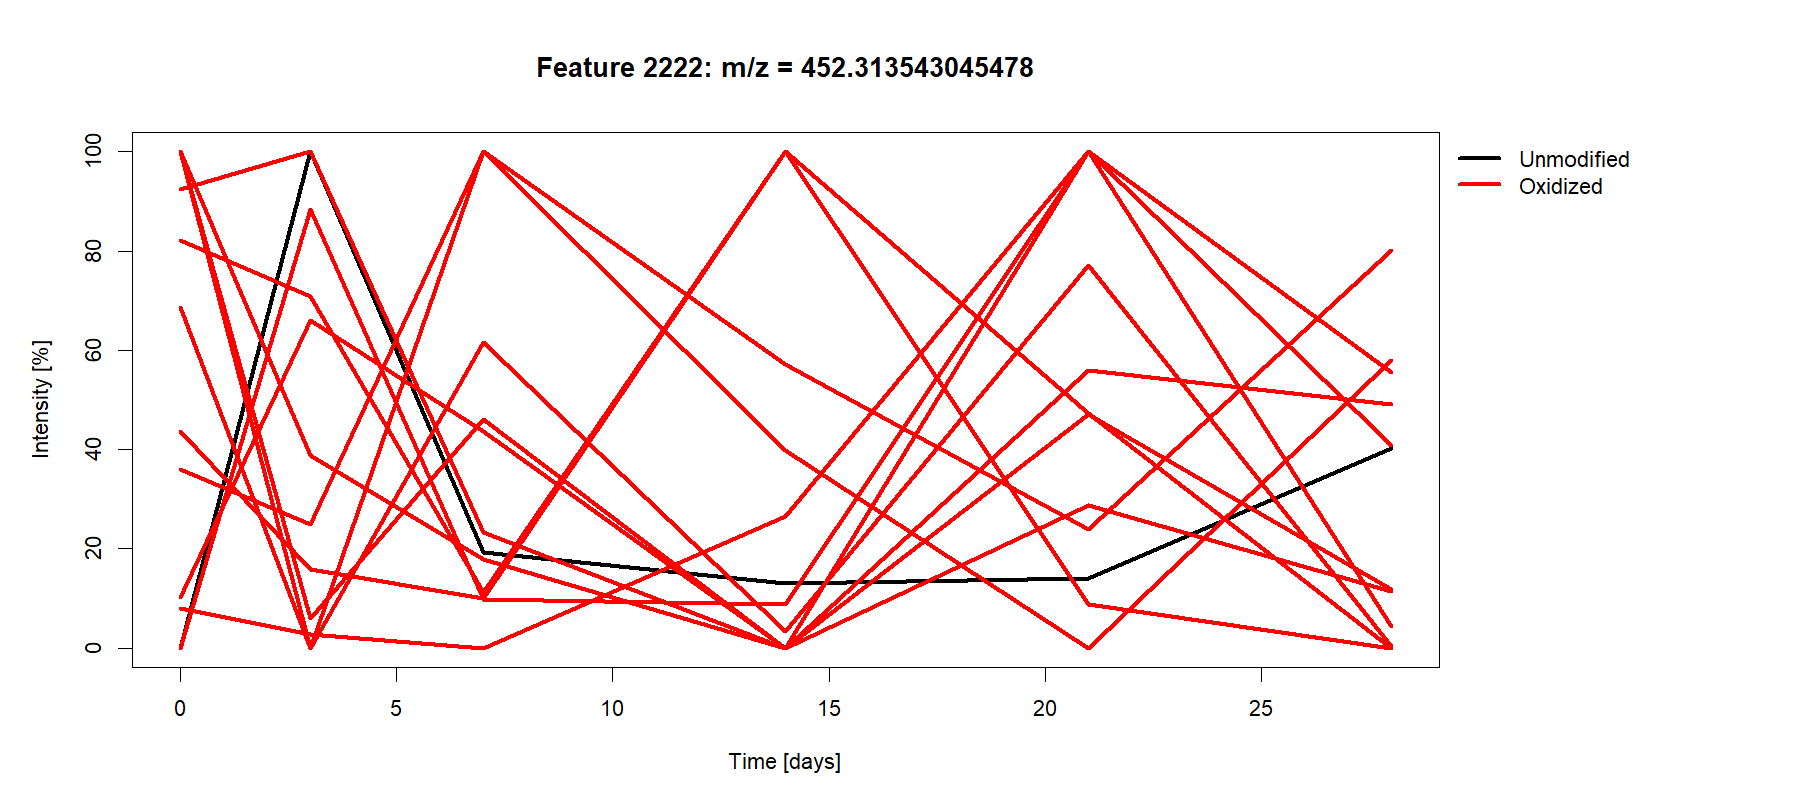 Feature 2222: m/z = 452.313543045478
Intensity [%]
100
80
60
40
20
0
0 5 10 15 20 25
Time [days]
Unmodified
Oxidized